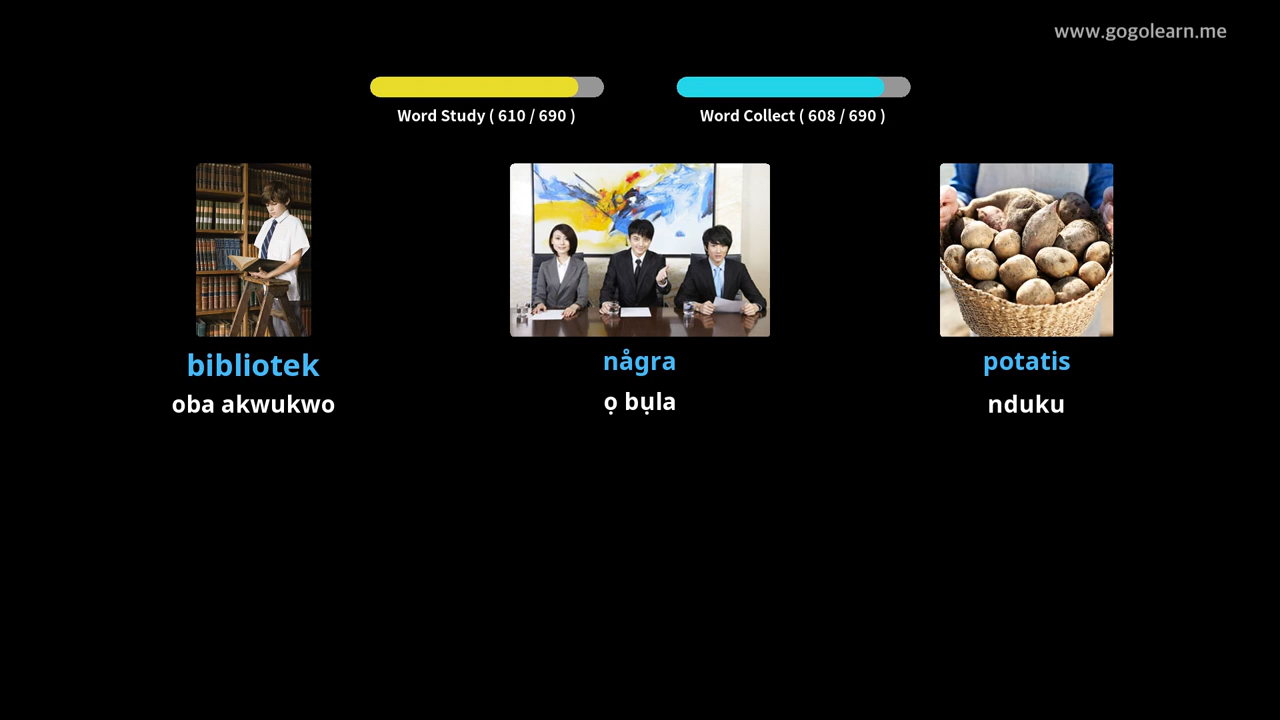 www.gogolearn.me
Word Study ( 610 / 690 )
Word Collect ( 608 / 690 )
bibliotek
några
potatis
oba akwukwo
ọ bụla
nduku